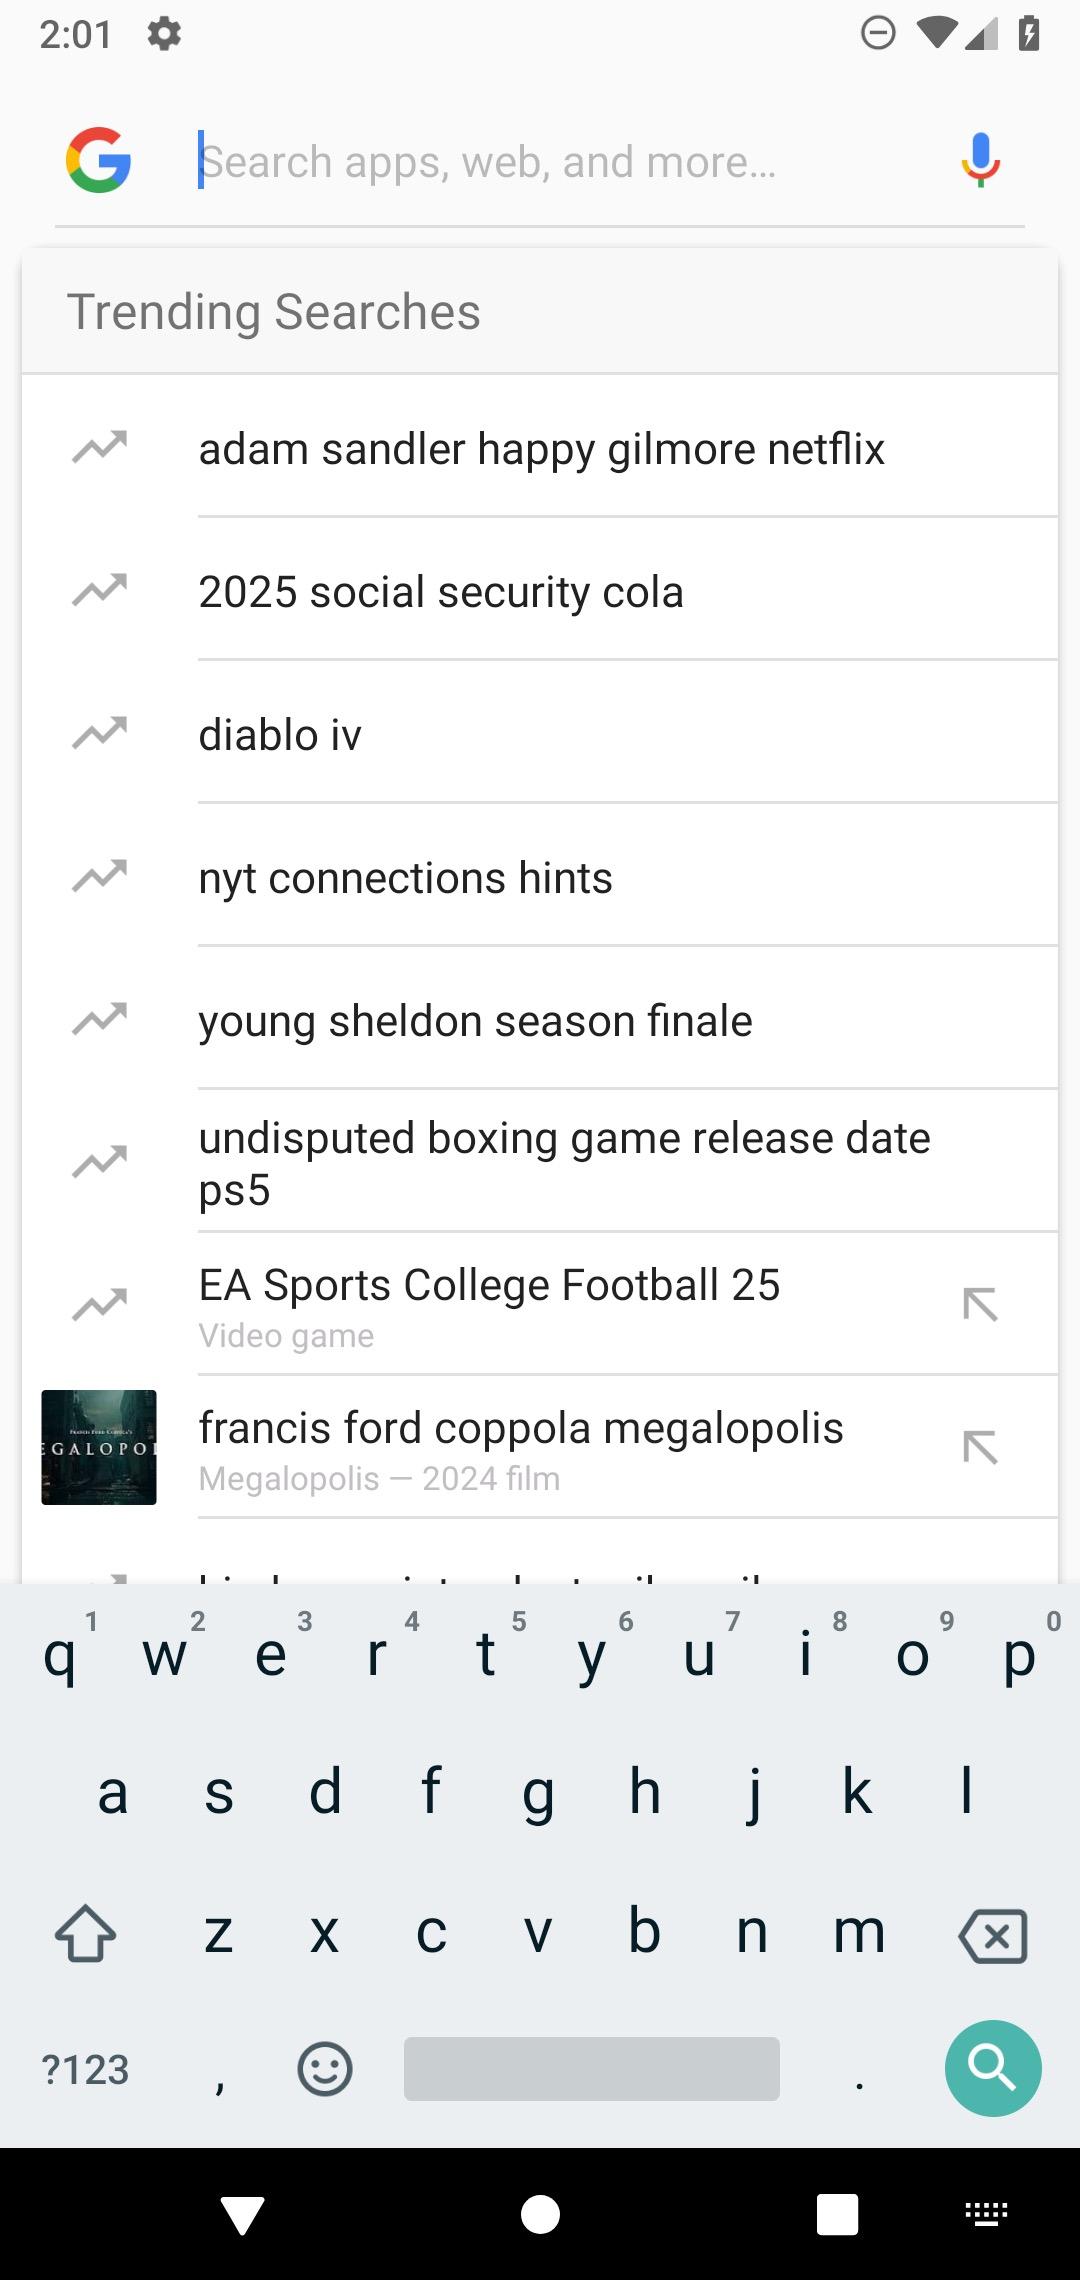 2:01
Search apps, web, and more...
Trending Searches
adam sandler happy gilmore netflix
2025 social security cola
diablo iv
nyt connections hints
young sheldon season finale
undisputed boxing game release date
ps5
EA Sports College Football 25
Video game
EGALOPOL
francis ford coppola megalopolis
Megalopolis — 2024 film
q 1 w 2 e 3 r 4 t 5 y 6 u 7 i 8 o 9 p 0
a s d f g h j k l
z x c v b n m
?123 , .